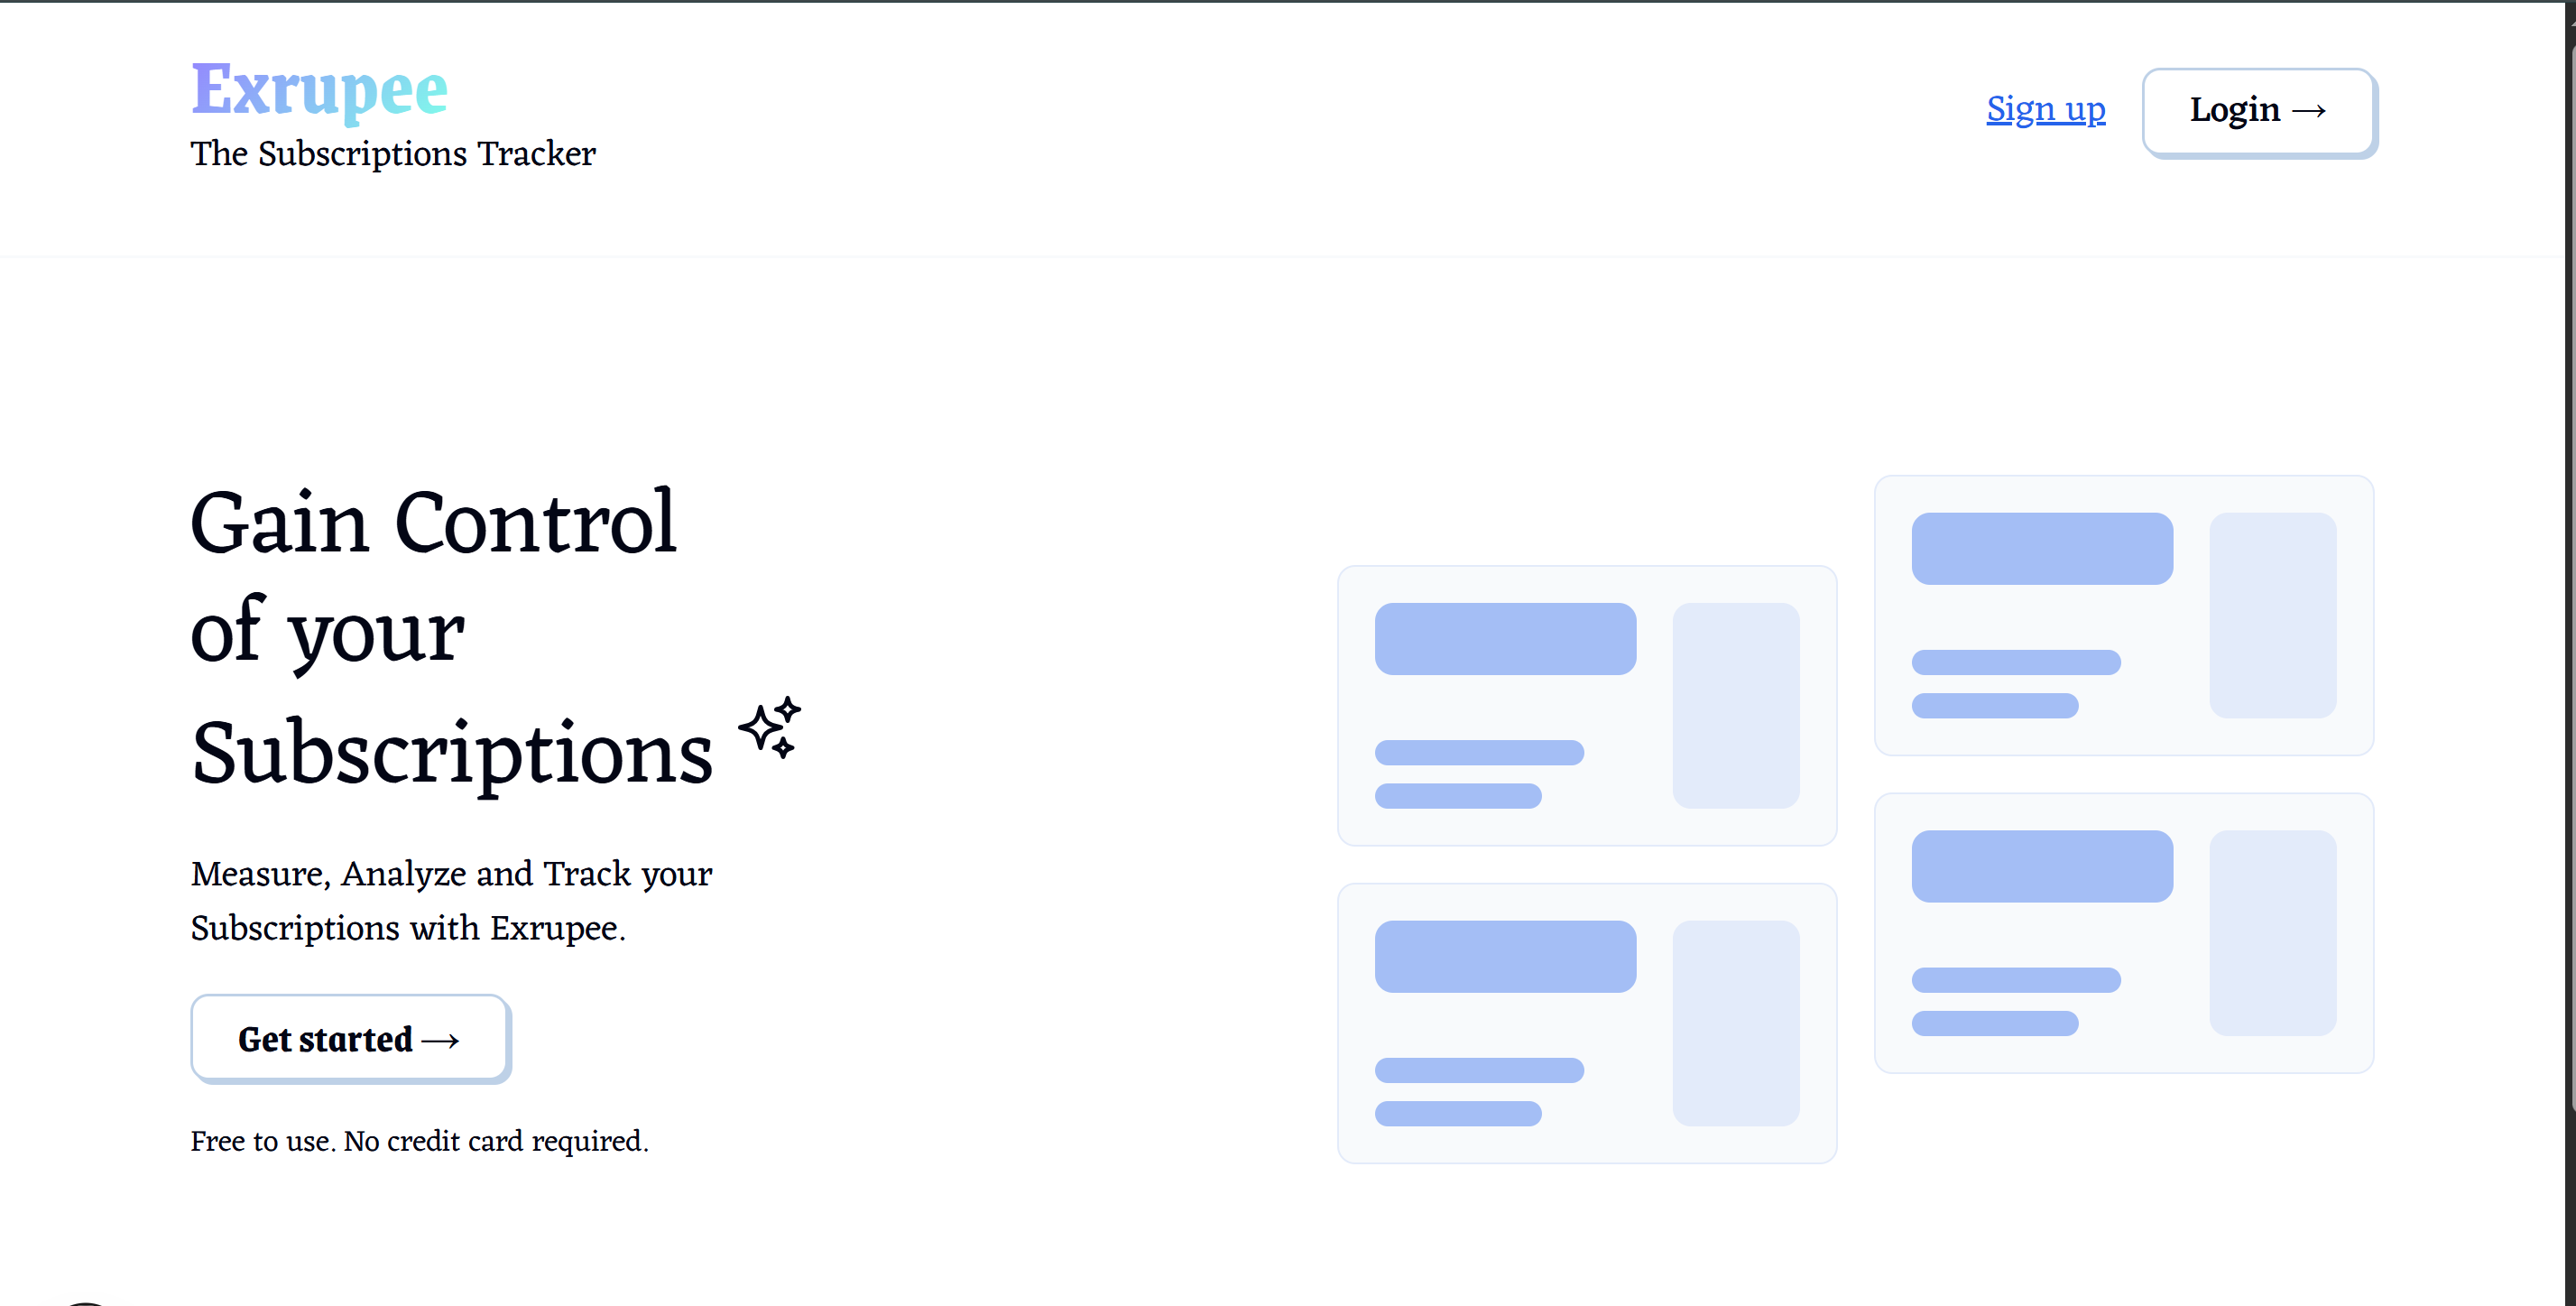 Exrupee
The Subscriptions Tracker
Sign up
Login →
Gain Control
of your
Subscriptions
Measure, Analyze and Track your
Subscriptions with Exrupee.
Get started →
Free to use. No credit card required.